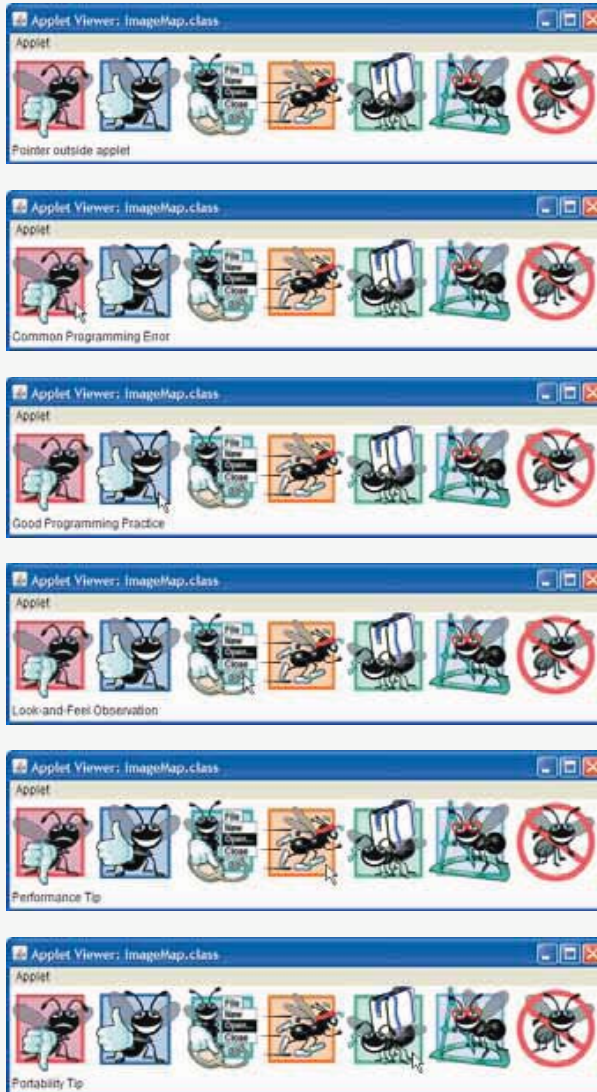 Applet Viewer: ImageMap.class
Applet
File
New
Open...
Close
Pointer outside applet
Applet Viewer: ImageMap.class
Applet
File
New
Open...
Close
Common Programming Error
Applet Viewer: ImageMap.class
Applet
File
New
Open...
Close
Good Programming Practice
Applet Viewer: ImageMap.class
Applet
File
New
Open...
Close
Look-and-Feel Observation
Applet Viewer: ImageMap.class
Applet
File
New
Open...
Close
Performance Tip
Applet Viewer: ImageMap.class
Applet
File
New
Open...
Close
Portability Tip